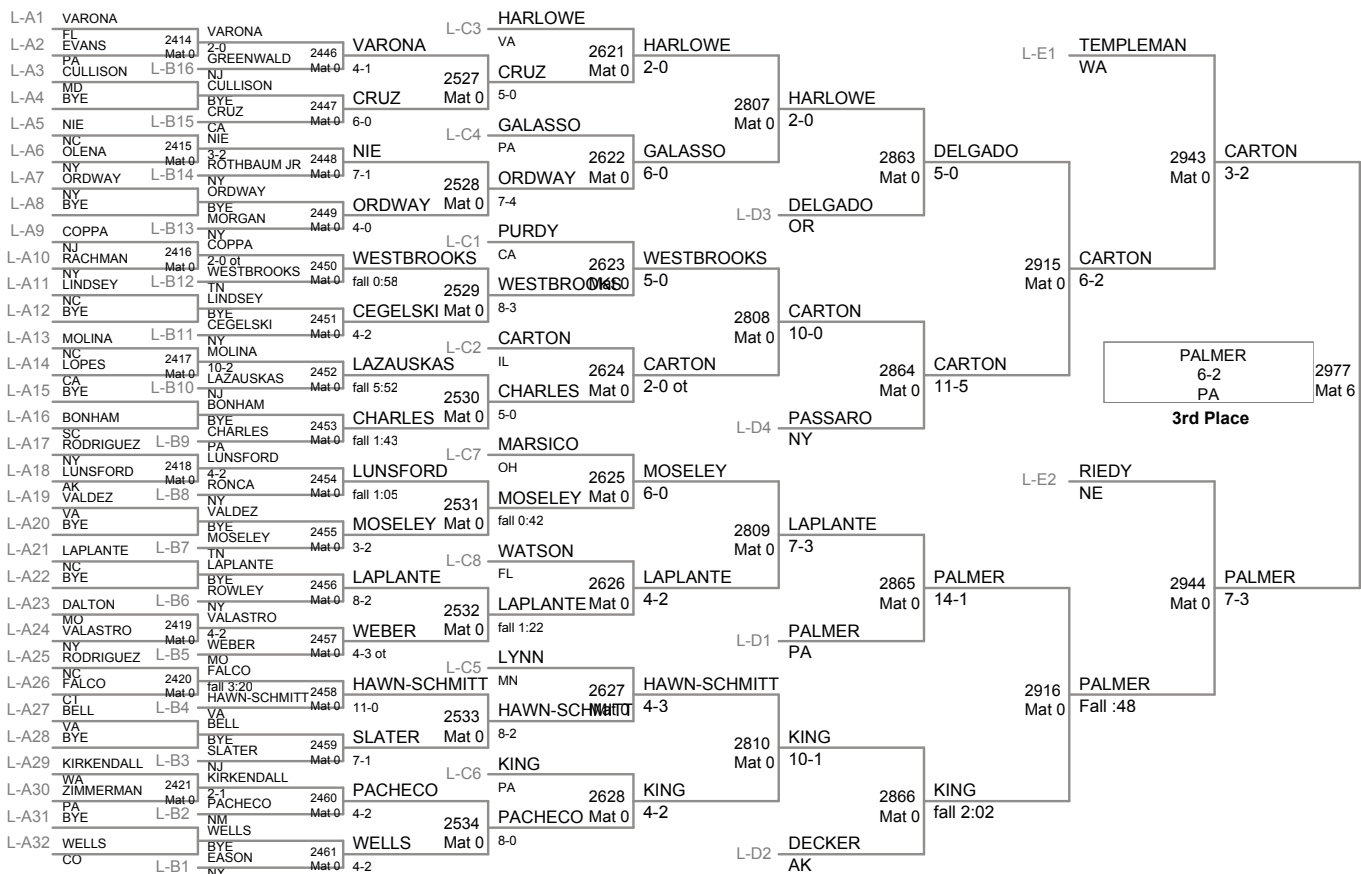 L-A1 VARONA
FL
L-A2 EVANS
PA
L-A3 CULLISON
MD
L-A4 BYE
L-A5 NIE
NC
L-A6 OLENA
NY
L-A7 ORDWAY
NY
L-A8 BYE
L-A9 COPPA
NJ
L-A10 RACHMAN
NY
L-A11 LINDSEY
NC
L-A12 BYE
L-A13 MOLINA
NC
L-A14 LOPES
CA
L-A15 BYE
L-A16 BONHAM
SC
L-A17 RODRIGUEZ
NY
L-A18 LUNSFORD
AK
L-A19 VALDEZ
VA
L-A20 BYE
L-A21 LAPLANTE
NC
L-A22 BYE
L-A23 DALTON
MO
L-A24 VALASTRO
NY
L-A25 RODRIGUEZ
NC
L-A26 FALCO
CT
L-A27 BELL
VA
L-A28 BYE
L-A29 KIRKENDALL
WA
L-A30 ZIMMERMAN
PA
L-A31 BYE
L-A32 WELLS
CO
2414
Mat 0
2415
Mat 0
2416
Mat 0
2417
Mat 0
2418
Mat 0
2419
Mat 0
2420
Mat 0
2421
Mat 0
VARONA
2-0
L-B16 GREENWALD
NJ
CULLISON
BYE
L-B15 CRUZ
CA
NIE
3-2
L-B14 ROTHBAUM JR
NY
ORDWAY
BYE
L-B13 MORGAN
NY
COPPA
2-0 ot
L-B12 WESTBROOKS
TN
LINDSEY
BYE
L-B11 CEGELSKI
NY
MOLINA
10-2
L-B10 LAZAUSKAS
NJ
BONHAM
BYE
L-B9 CHARLES
PA
LUNSFORD
4-2
L-B8 RONCA
NY
VALDEZ
BYE
L-B7 MOSELEY
TN
LAPLANTE
BYE
L-B6 ROWLEY
NY
VALASTRO
4-2
L-B5 WEBER
MO
FALCO
fall 3:20
L-B4 HAWN-SCHMITT
VA
BELL
BYE
L-B3 SLATER
NJ
KIRKENDALL
2-1
L-B2 PACHECO
NM
WELLS
BYE
L-B1 EASON
NY
2446
Mat 0
2447
Mat 0
2448
Mat 0
2449
Mat 0
2450
Mat 0
2451
Mat 0
2452
Mat 0
2453
Mat 0
2454
Mat 0
2455
Mat 0
2456
Mat 0
2457
Mat 0
2458
Mat 0
2459
Mat 0
2460
Mat 0
2461
Mat 0
VARONA
4-1
CRUZ
6-0
NIE
7-1
ORDWAY
4-0
WESTBROOKS
fall 0:58
CEGELSKI
4-2
LAZAUSKAS
fall 5:52
CHARLES
fall 1:43
LUNSFORD
fall 1:05
MOSELEY
3-2
LAPLANTE
8-2
WEBER
4-3 ot
HAWN-SCHMITT
11-0
SLATER
7-1
PACHECO
4-2
WELLS
4-2
2527
Mat 0
2528
Mat 0
2529
Mat 0
2530
Mat 0
2531
Mat 0
2532
Mat 0
2533
Mat 0
2534
Mat 0
L-C3 HARLOWE
VA
CRUZ
5-0
L-C4 GALASSO
PA
ORDWAY
7-4
L-C1 PURDY
CA
WESTBROOKS
8-3
L-C2 CARTON
IL
CHARLES
5-0
L-C7 MARSICO
OH
MOSELEY
fall 0:42
L-C8 WATSON
FL
LAPLANTE
fall 1:22
L-C5 LYNN
MN
HAWN-SCHMITT
8-2
L-C6 KING
PA
PACHECO
8-0
2621
Mat 0
2622
Mat 0
2623
Mat 0
2624
Mat 0
2625
Mat 0
2626
Mat 0
2627
Mat 0
2628
Mat 0
HARLOWE
2-0
GALASSO
6-0
WESTBROOKS
5-0
CARTON
2-0 ot
MOSELEY
6-0
LAPLANTE
4-2
HAWN-SCHMITT
4-3
KING
4-2
2807
Mat 0
2808
Mat 0
2809
Mat 0
2810
Mat 0
HARLOWE
2-0
L-D3 DELGADO
OR
CARTON
10-0
L-D4 PASSARO
NY
LAPLANTE
7-3
L-D1 PALMER
PA
KING
10-1
L-D2 DECKER
AK
2863
Mat 0
2864
Mat 0
2865
Mat 0
2866
Mat 0
DELGADO
5-0
CARTON
11-5
PALMER
14-1
KING
fall 2:02
2915
Mat 0
2916
Mat 0
L-E1 TEMPLEMAN
WA
CARTON
6-2
L-E2 RIEDY
NE
PALMER
Fall :48
2943
Mat 0
2944
Mat 0
CARTON
3-2
PALMER
7-3
PALMER
6-2
PA
2977
Mat 6
3rd Place